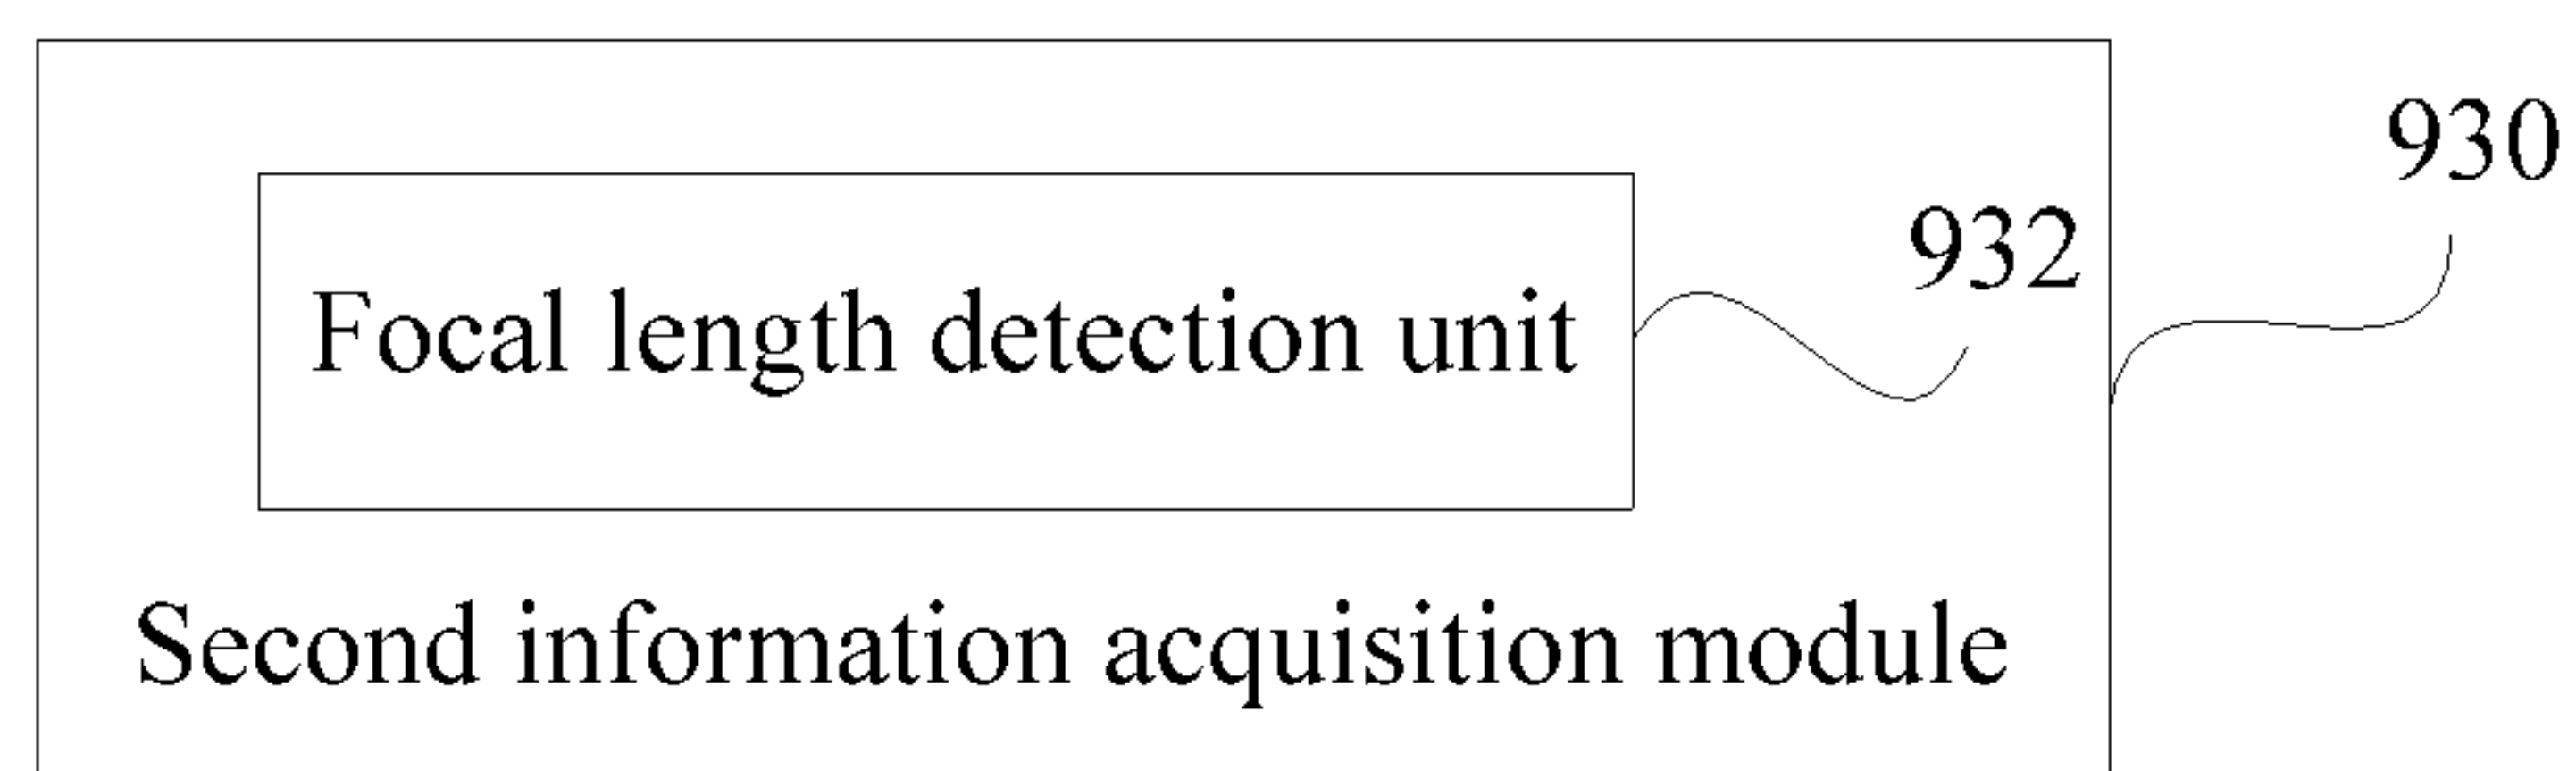 930
932
Focal length detection unit
Second information acquisition module